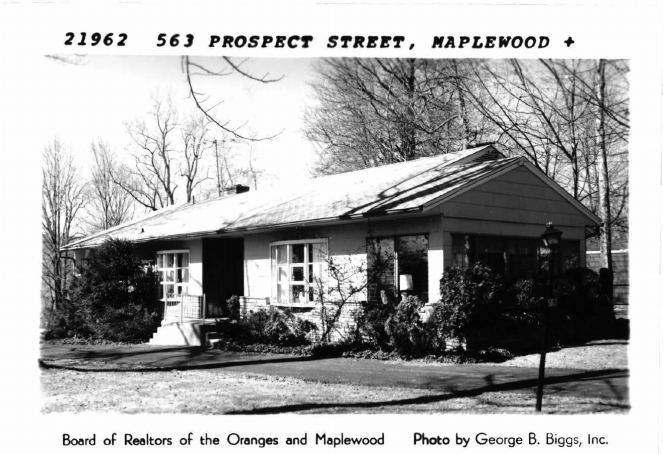 21962 563 PROSPECT STREET, MAPLEWOOD +
Board of Realtors of the Oranges and Maplewood Photo by George B. Biggs, Inc.